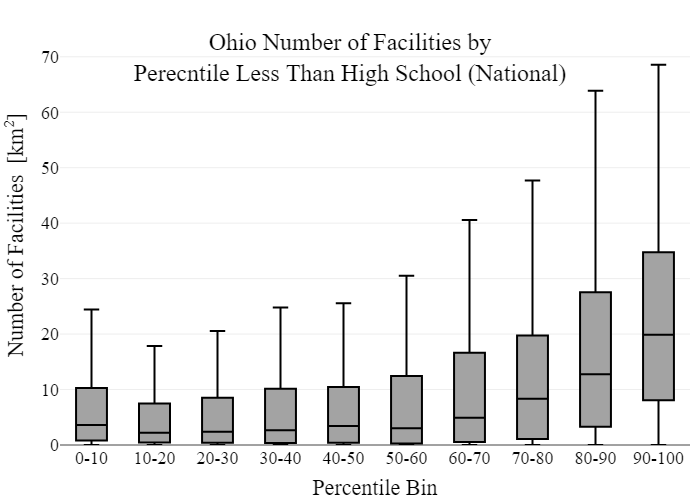 Ohio Number of Facilities by
Perecntile Less Than High School (National)
Number of Facilities [km²]
70
60
50
40
30
20
10
0
0-10 10-20 20-30 30-40 40-50 50-60 60-70 70-80 80-90 90-100
Percentile Bin